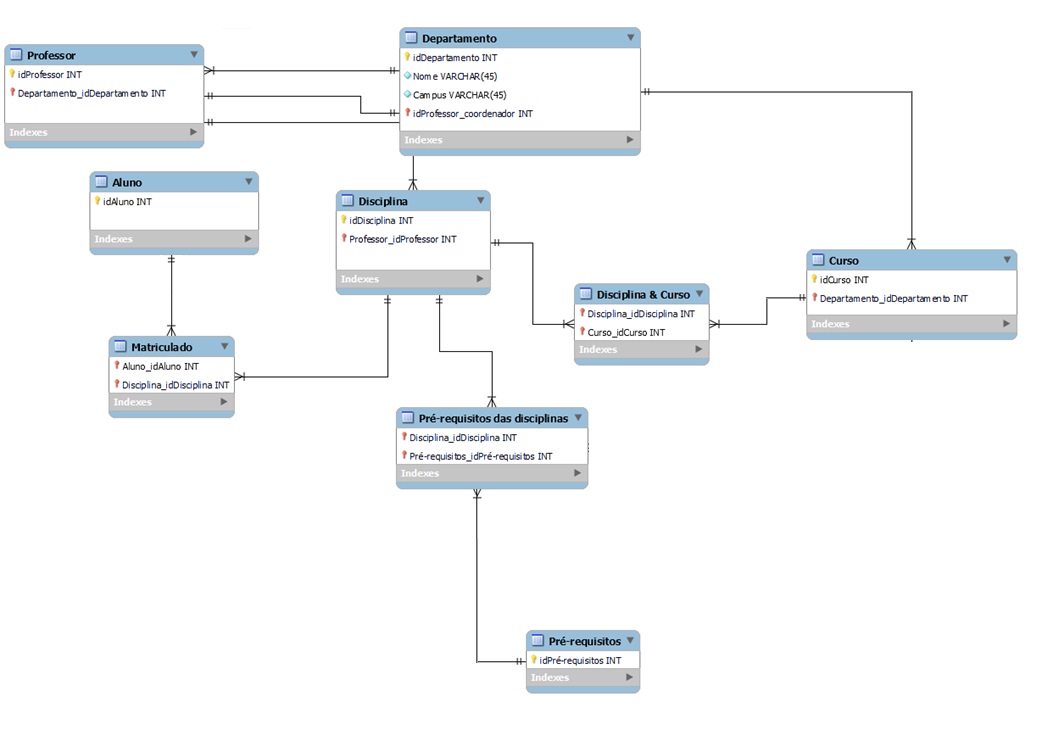 Professor
idProfessor INT
Departamento_idDepartamento INT
Indexes
Departamento
idDepartamento INT
Nome VARCHAR(45)
Campus VARCHAR(45)
idProfessor_coordenador INT
Indexes
Aluno
idAluno INT
Indexes
Disciplina
idDisciplina INT
Professor_idProfessor INT
Indexes
Curso
idCurso INT
Departamento_idDepartamento INT
Indexes
Disciplina & Curso
Disciplina_idDisciplina INT
Curso_idCurso INT
Indexes
Matriculado
Aluno_idAluno INT
Disciplina_idDisciplina INT
Indexes
Pré-requisitos das disciplinas
Disciplina_idDisciplina INT
Pré-requisitos_idPré-requisitos INT
Indexes
Pré-requisitos
idPré-requisitos INT
Indexes